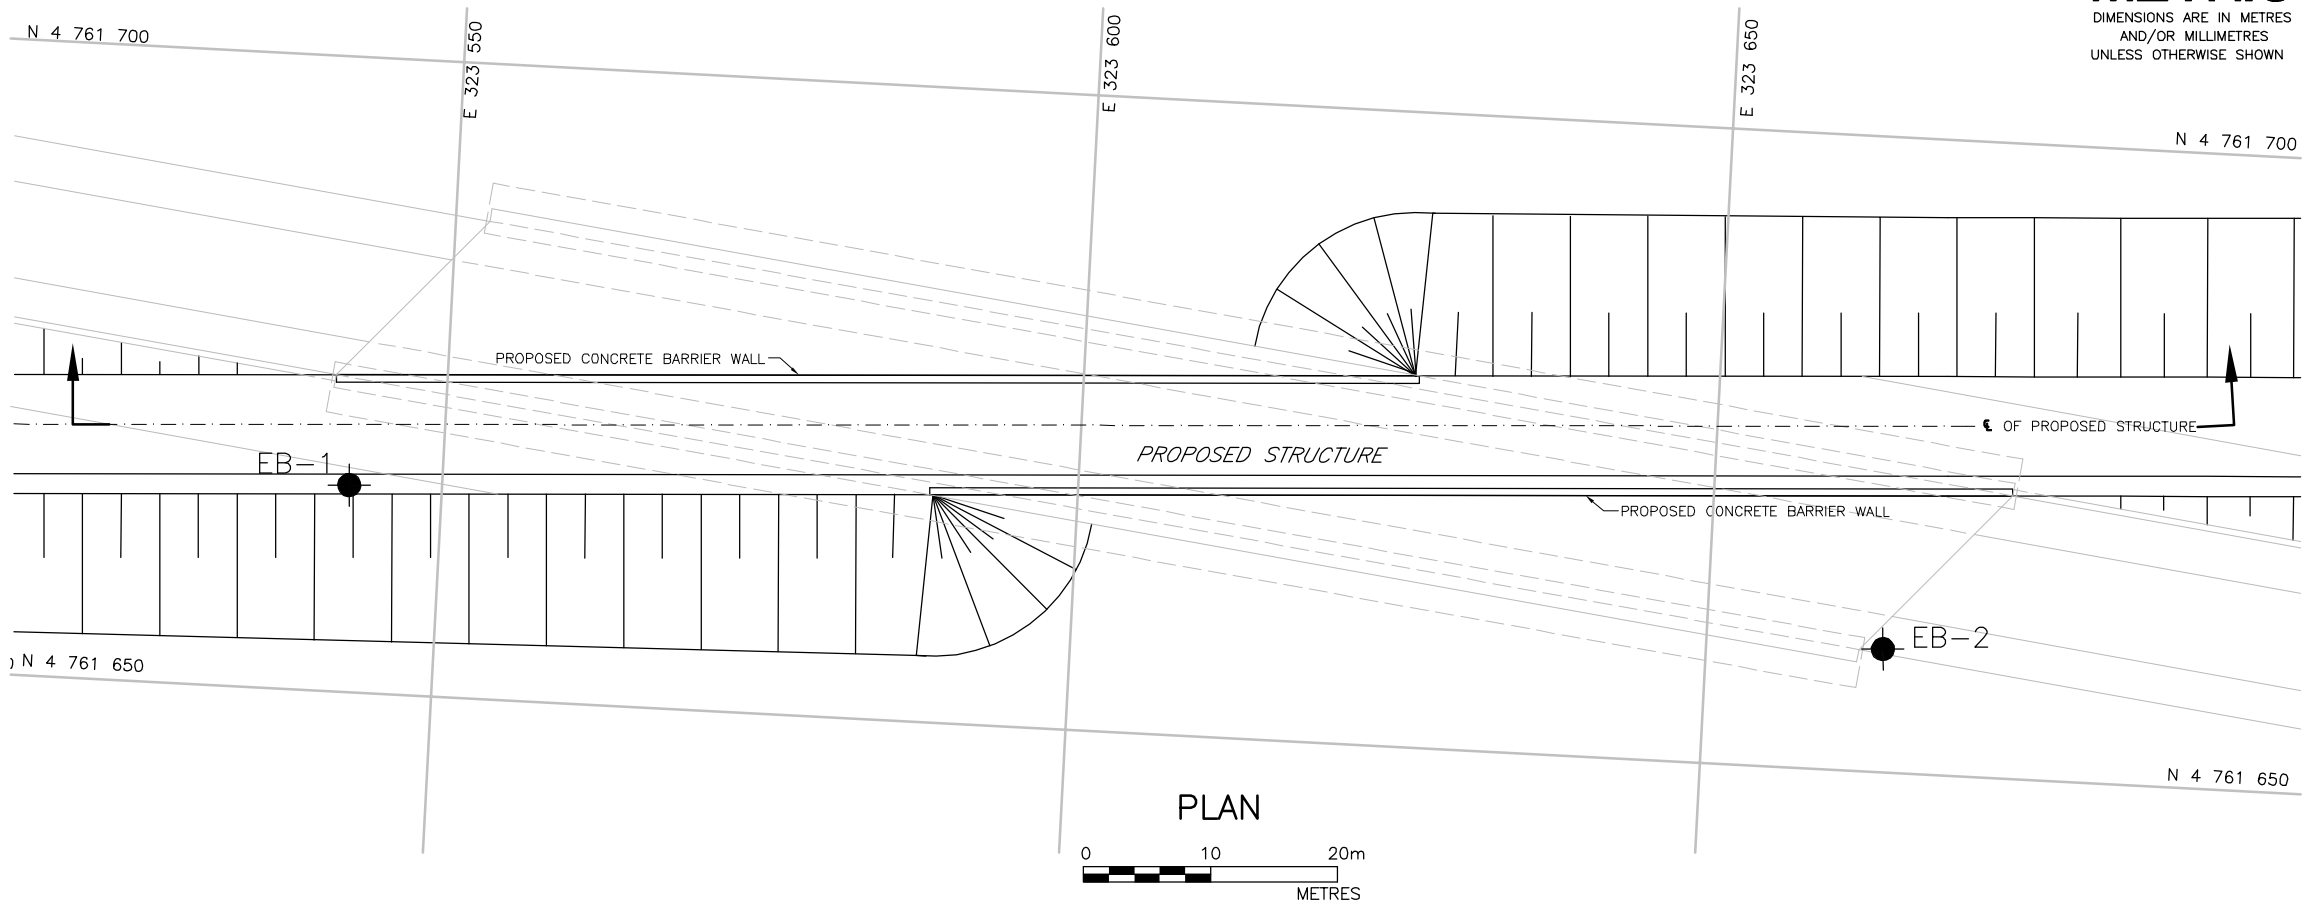 DIMENSIONS ARE IN METRES
AND/OR MILLIMETRES
UNLESS OTHERWISE SHOWN
N 4 761 700
E 323 550
E 323 600
E 323 650
N 4 761 700
PROPOSED CONCRETE BARRIER WALL
℄ OF PROPOSED STRUCTURE
PROPOSED STRUCTURE
EB-1
PROPOSED CONCRETE BARRIER WALL
EB-2
N 4 761 650
N 4 761 650
PLAN
0 10 20m
METRES